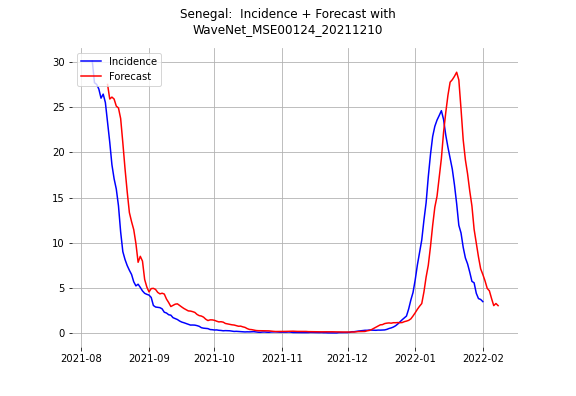 Senegal:  Incidence + Forecast with
WaveNet_MSE00124_20211210
Incidence
Forecast
30
25
20
15
10
5
0
2021-08 2021-09 2021-10 2021-11 2021-12 2022-01 2022-02